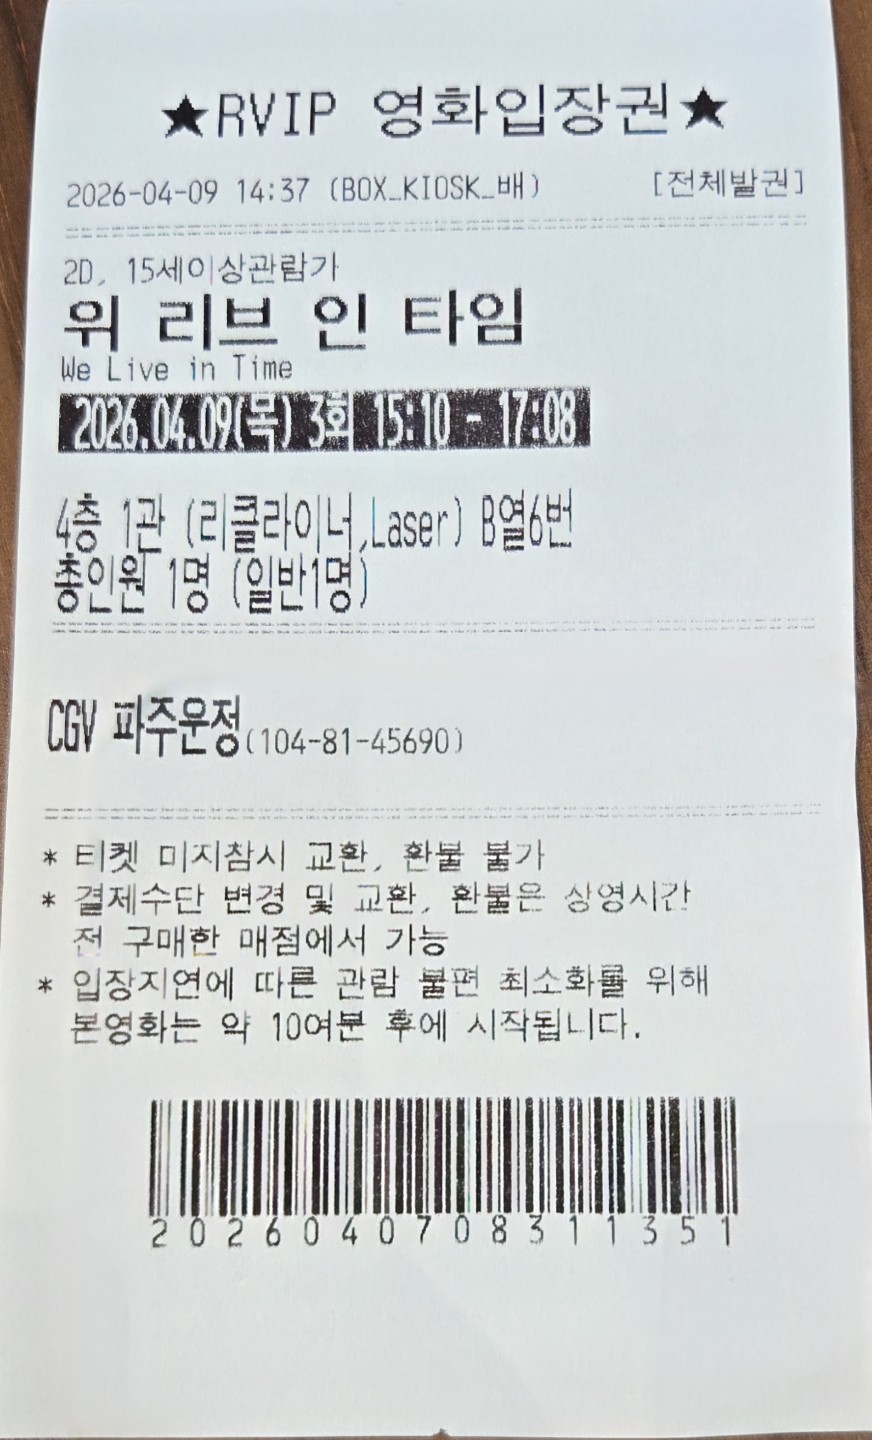 ★RVIP 영화입장권★
2026-04-09 14:37 (BOX_KIOSK_배) [전체발권]
2D, 15세이상관람가
위 리브 인 타임
We Live in Time
2026.04.09(목) 3회 15:10 - 17:08
4층 1관 (리클라이너,Laser) B열6번
총인원 1명 (일반1명)
CGV 파주운정(104-81-45690)
* 티켓 미지참시 교환, 환불 불가
* 결제수단 변경 및 교환, 환불은 상영시간
전 구매한 매점에서 가능
* 입장지연에 따른 관람 불편 최소화를 위해
본영화는 약 10여분 후에 시작됩니다.
2026040708311351